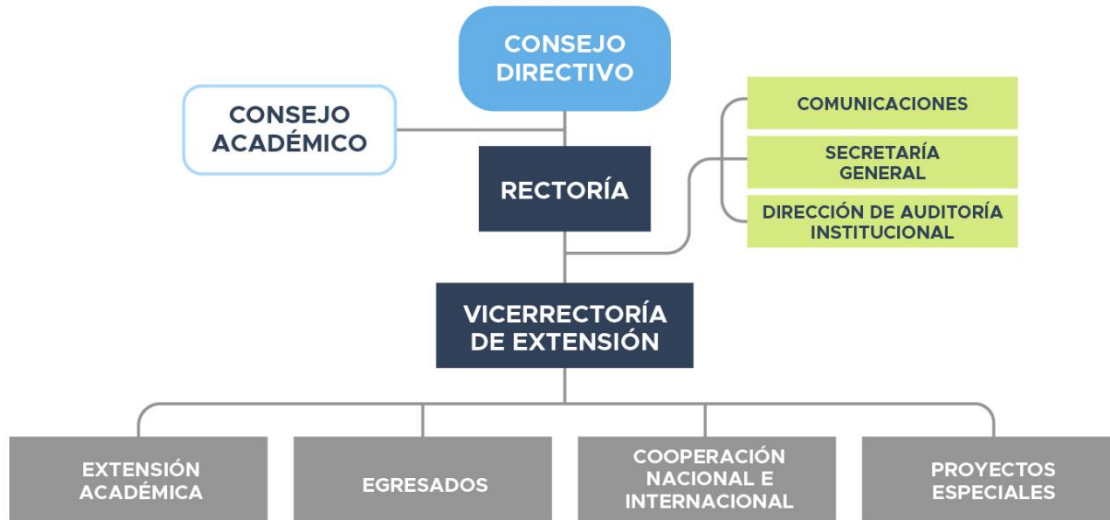 CONSEJO
DIRECTIVO
CONSEJO
ACADÉMICO
COMUNICACIONES
SECRETARÍA
GENERAL
DIRECCIÓN DE AUDITORÍA
INSTITUCIONAL
RECTORÍA
VICERRECTORÍA
DE EXTENSIÓN
EXTENSIÓN
ACADÉMICA
EGRESADOS
COOPERACIÓN
NACIONAL E
INTERNACIONAL
PROYECTOS
ESPECIALES